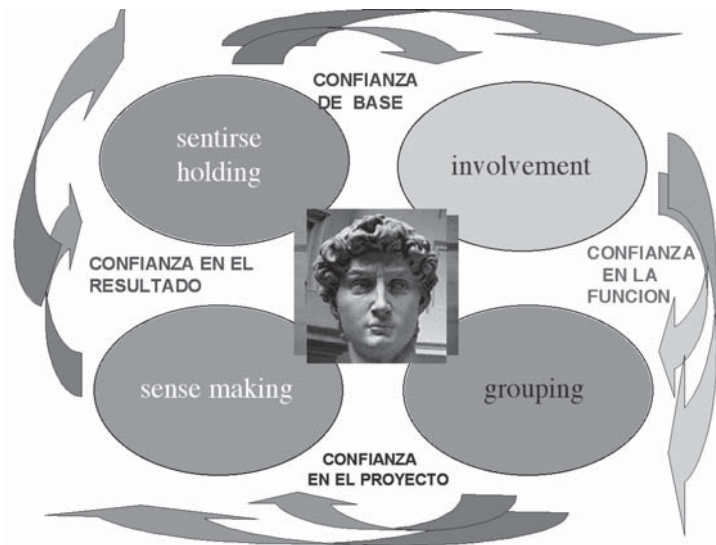 CONFIANZA
DE BASE
sentirse
holding
involvement
CONFIANZA EN EL
RESULTADO
CONFIANZA
EN LA
FUNCION
sense making
grouping
CONFIANZA
EN EL PROYECTO